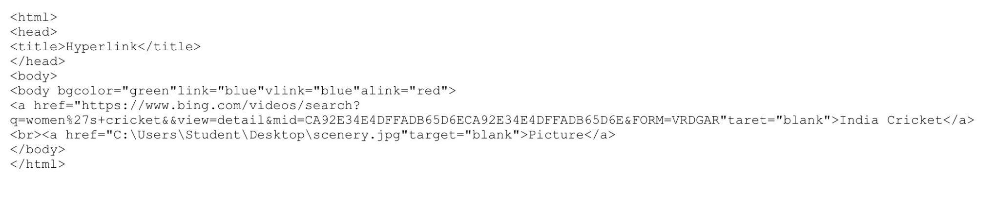 <html>
<head>
<title>Hyperlink</title>
</head>
<body>
<body bgcolor="green"link="blue"vlink="blue"alink="red">
<a href="https://www.bing.com/videos/search?
q=women%27s+cricket&&view=detail&mid=CA92E34E4DFFADB65D6ECA92E34E4DFFADB65D6E&FORM=VRDGAR"taret="blank">India Cricket</a>
<br><a href="C:\Users\Student\Desktop\scenery.jpg"target="blank">Picture</a>
</body>
</html>